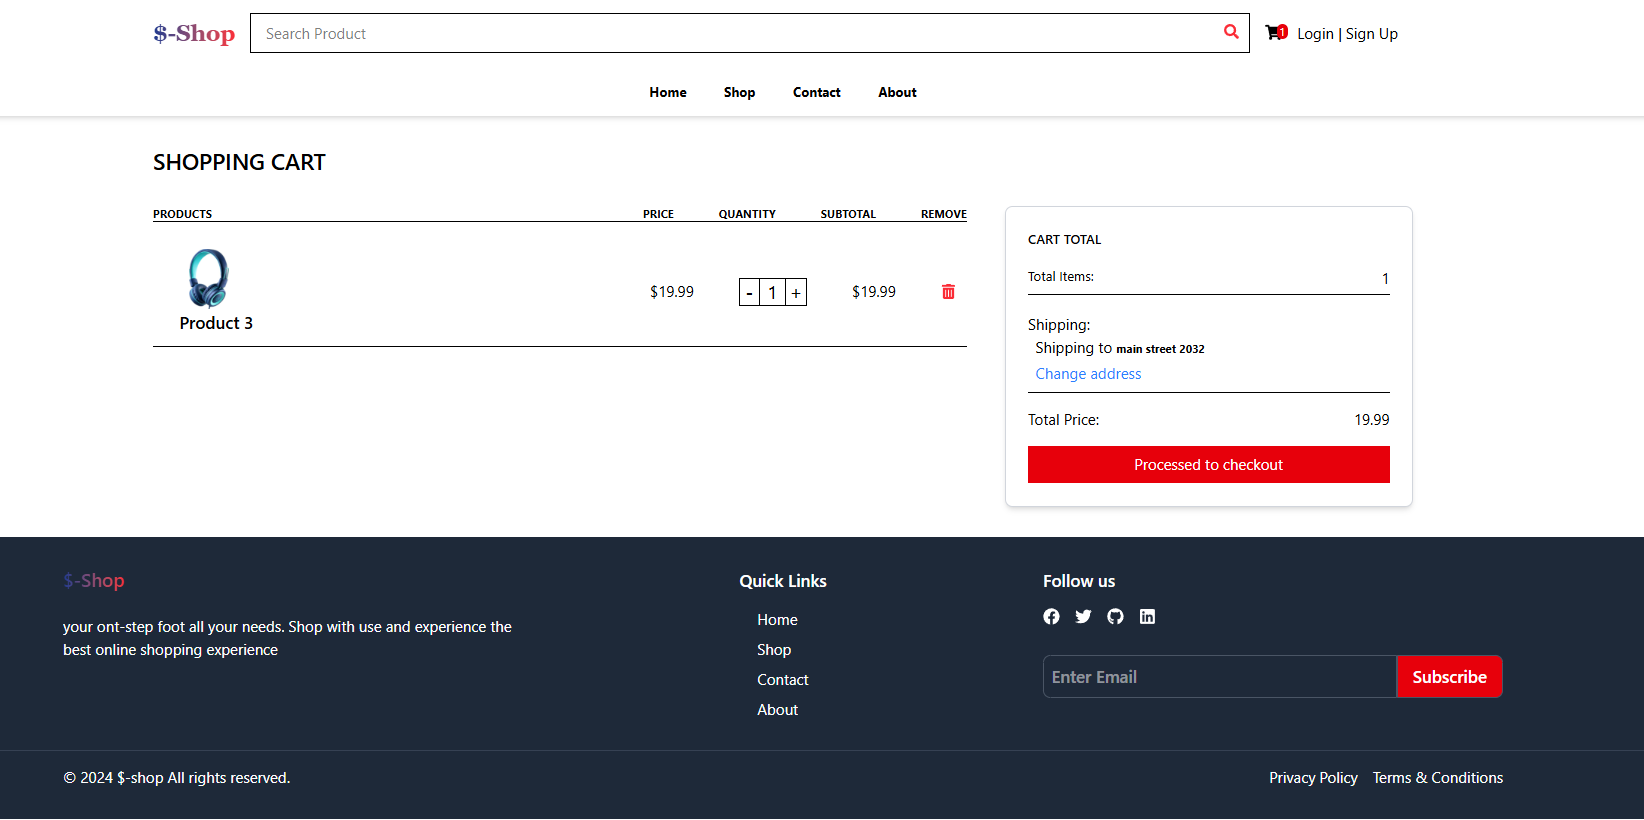 $-Shop
Search Product
1
Login | Sign Up
Home Shop Contact About
SHOPPING CART
PRODUCTS PRICE QUANTITY SUBTOTAL REMOVE
$19.99 - 1 + $19.99
Product 3
CART TOTAL
Total Items: 1
Shipping:
Shipping to main street 2032
Change address
Total Price: 19.99
Processed to checkout
$-Shop
your ont-step foot all your needs. Shop with use and experience the
best online shopping experience
Quick Links
Home
Shop
Contact
About
Follow us
Enter Email Subscribe
© 2024 $-shop All rights reserved.
Privacy Policy Terms & Conditions